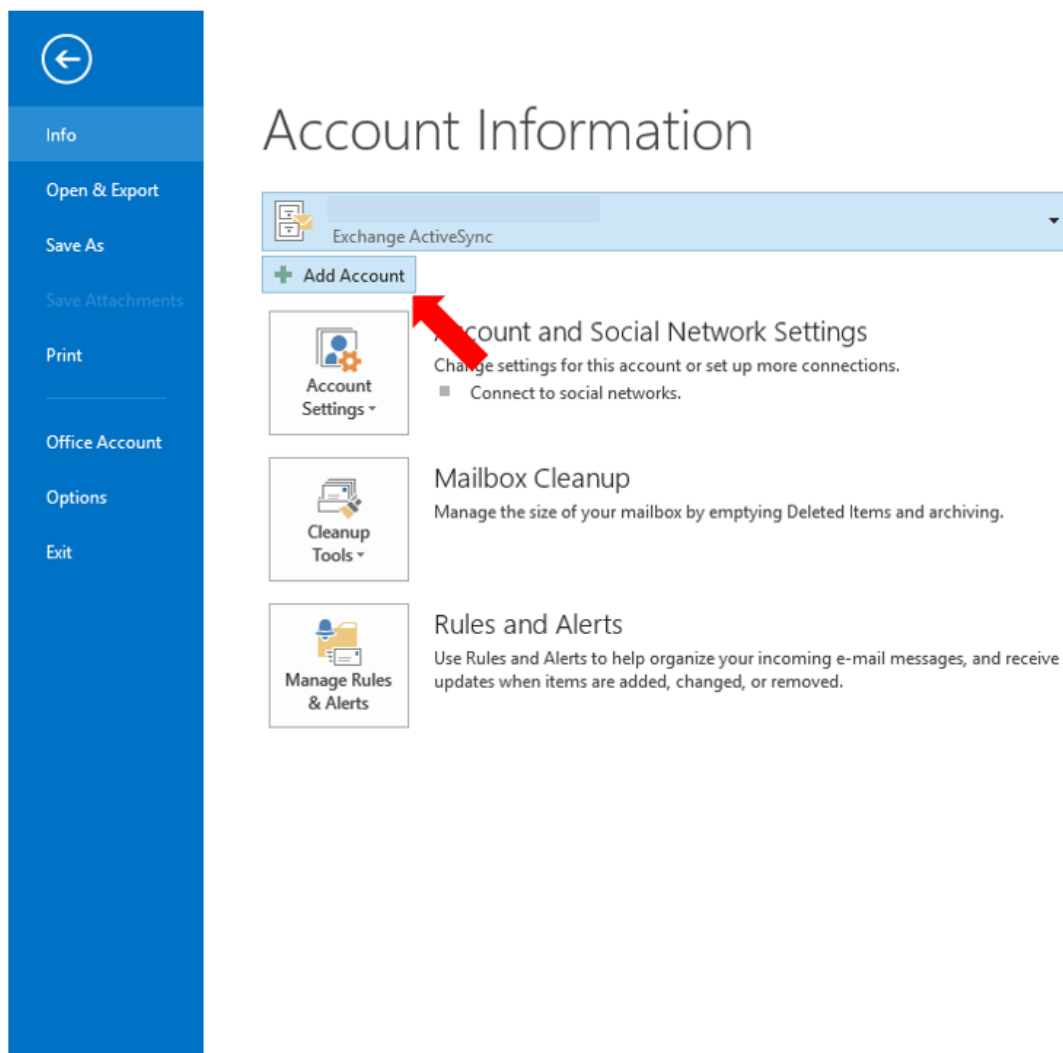 Info
Open & Export
Save As
Save Attachments
Print
Office Account
Options
Exit
Account Information
Exchange ActiveSync
Add Account
Account
Settings
Account and Social Network Settings
Change settings for this account or set up more connections.
Connect to social networks.
Cleanup
Tools
Mailbox Cleanup
Manage the size of your mailbox by emptying Deleted Items and archiving.
Manage Rules
& Alerts
Rules and Alerts
Use Rules and Alerts to help organize your incoming e-mail messages, and receive
updates when items are added, changed, or removed.